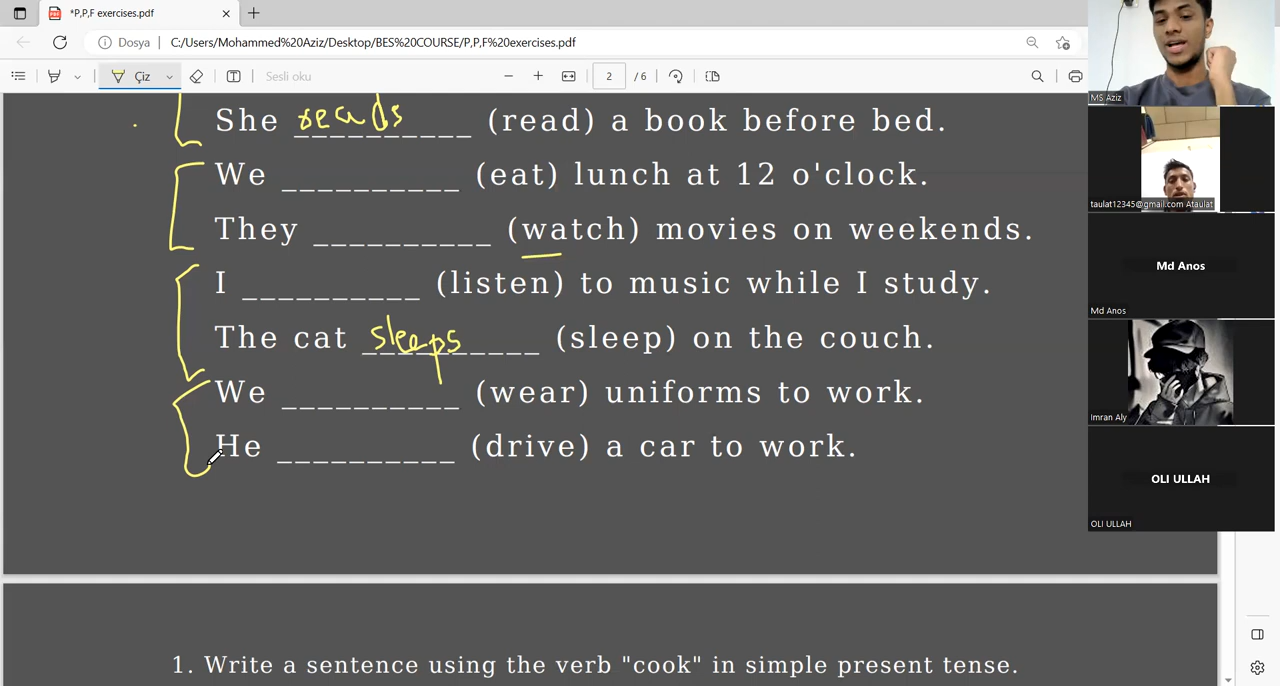 *P,P,F exercises.pdf
Dosya
C:/Users/Mohammed%20Aziz/Desktop/BES%20COURSE/P,P,F%20exercises.pdf
Çiz
Sesli oku
2 / 6
MS Aziz
She reads __________ (read) a book before bed.
We __________ (eat) lunch at 12 o'clock.
taulat12345@gmail.com Ataulat
They __________ (watch) movies on weekends.
Md Anos
I __________ (listen) to music while I study.
Md Anos
The cat sleeps __________ (sleep) on the couch.
We __________ (wear) uniforms to work.
Imran Aly
He __________ (drive) a car to work.
OLI ULLAH
OLI ULLAH
1. Write a sentence using the verb "cook" in simple present tense.